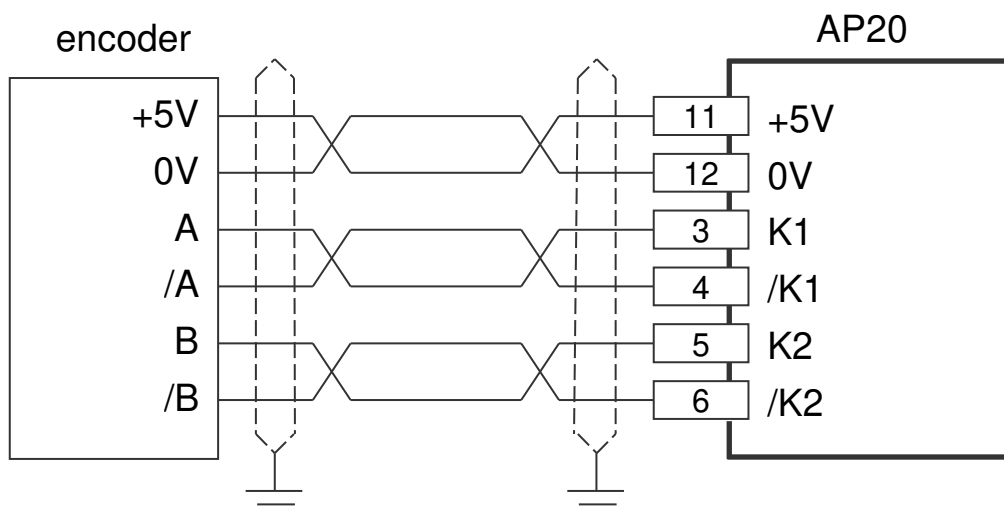 encoder
AP20
+5V 11 +5V
0V 12 0V
A 3 K1
/A 4 /K1
B 5 K2
/B 6 /K2